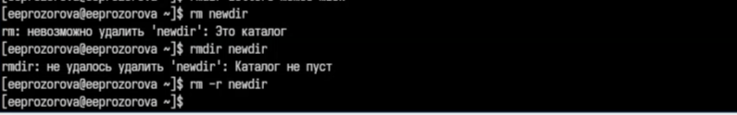 [eeprozorova@eeprozorova ~]$ rm newdir
rm: невозможно удалить 'newdir': Это каталог
[eeprozorova@eeprozorova ~]$ rmdir newdir
rmdir: не удалось удалить 'newdir': Каталог не пуст
[eeprozorova@eeprozorova ~]$ rm -r newdir
[eeprozorova@eeprozorova ~]$